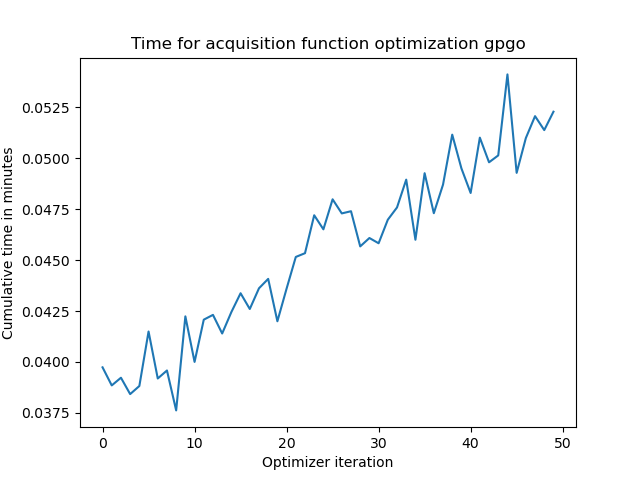 Time for acquisition function optimization gpgo
Cumulative time in minutes
0.0525
0.0500
0.0475
0.0450
0.0425
0.0400
0.0375
0 10 20 30 40 50
Optimizer iteration